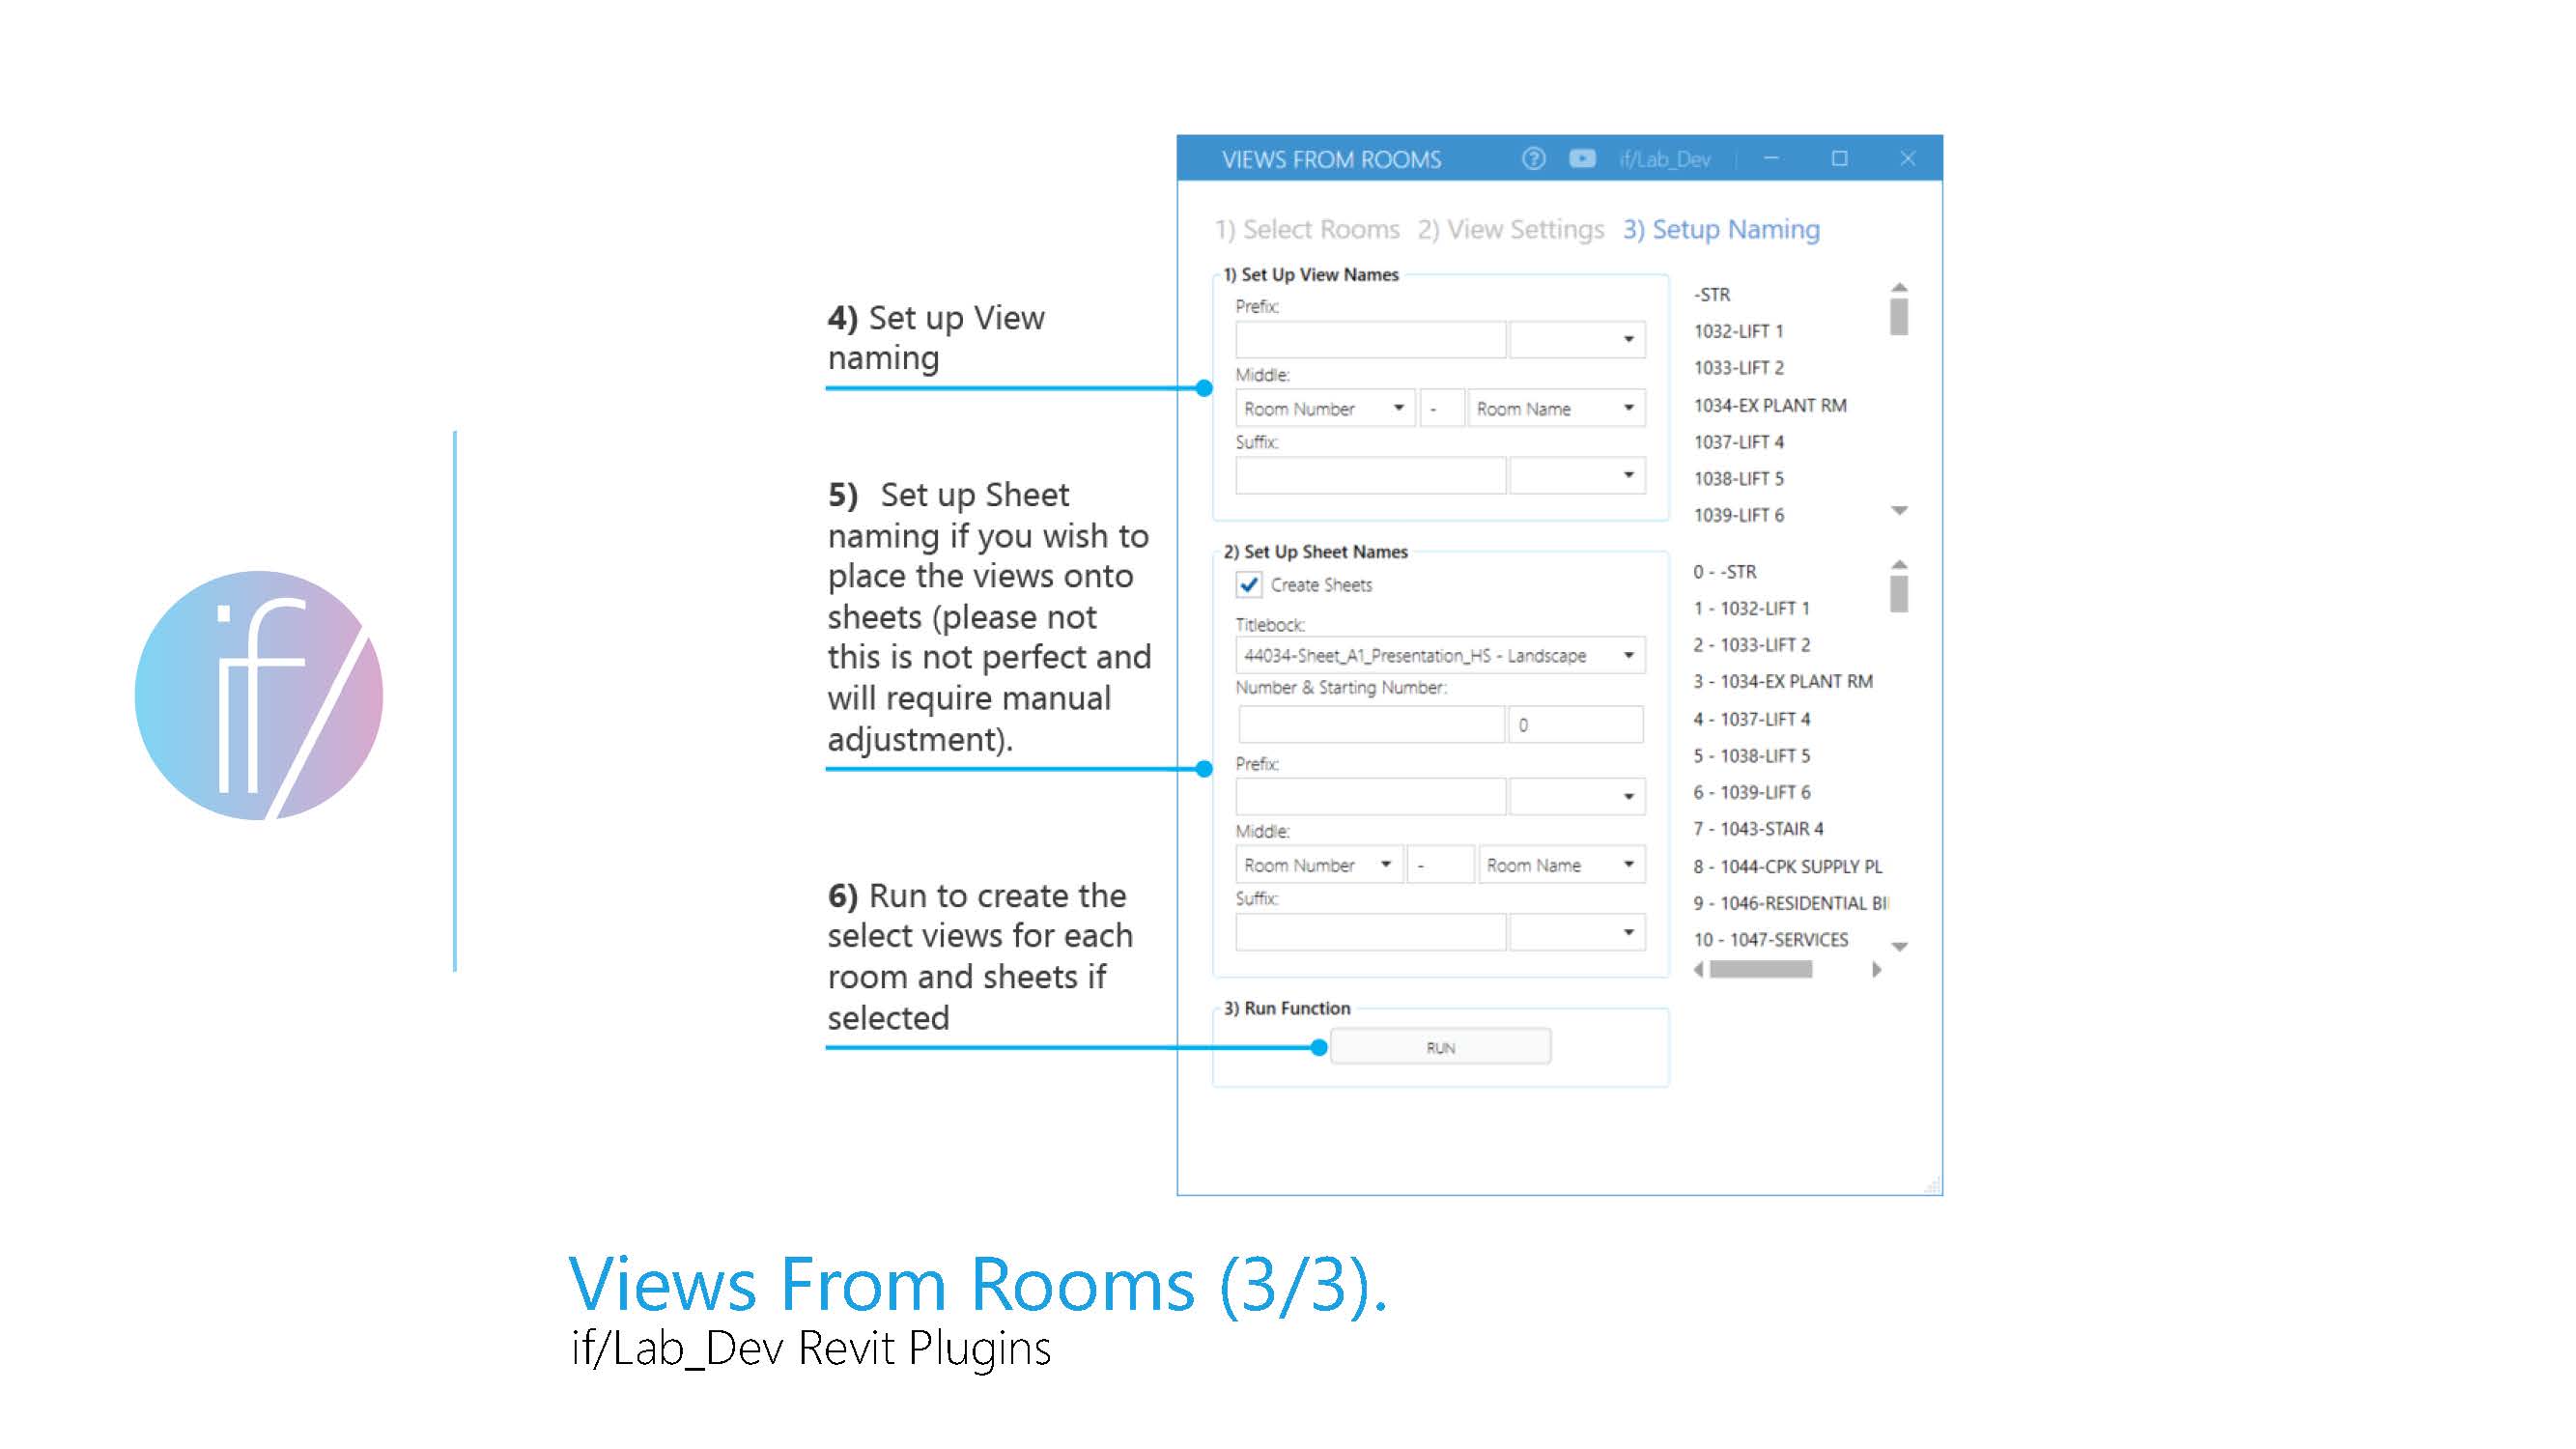 VIEWS FROM ROOMS
if/Lab_Dev
1) Select Rooms 2) View Settings 3) Setup Naming
4) Set up View
naming
5) Set up Sheet
naming if you wish to
place the views onto
sheets (please not
this is not perfect and
will require manual
adjustment).
6) Run to create the
select views for each
room and sheets if
selected
1) Set Up View Names
Prefix:
Middle:
Room Number - Room Name
Suffix:
-STR
1032-LIFT 1
1033-LIFT 2
1034-EX PLANT RM
1037-LIFT 4
1038-LIFT 5
1039-LIFT 6
2) Set Up Sheet Names
Create Sheets
Titlebock:
44034-Sheet_A1_Presentation_HS - Landscape
Number & Starting Number:
0
Prefix:
Middle:
Room Number - Room Name
Suffix:
0 - -STR
1 - 1032-LIFT 1
2 - 1033-LIFT 2
3 - 1034-EX PLANT RM
4 - 1037-LIFT 4
5 - 1038-LIFT 5
6 - 1039-LIFT 6
7 - 1043-STAIR 4
8 - 1044-CPK SUPPLY PL
9 - 1046-RESIDENTIAL BI
10 - 1047-SERVICES
3) Run Function
RUN
if/
Views From Rooms (3/3).
if/Lab_Dev Revit Plugins